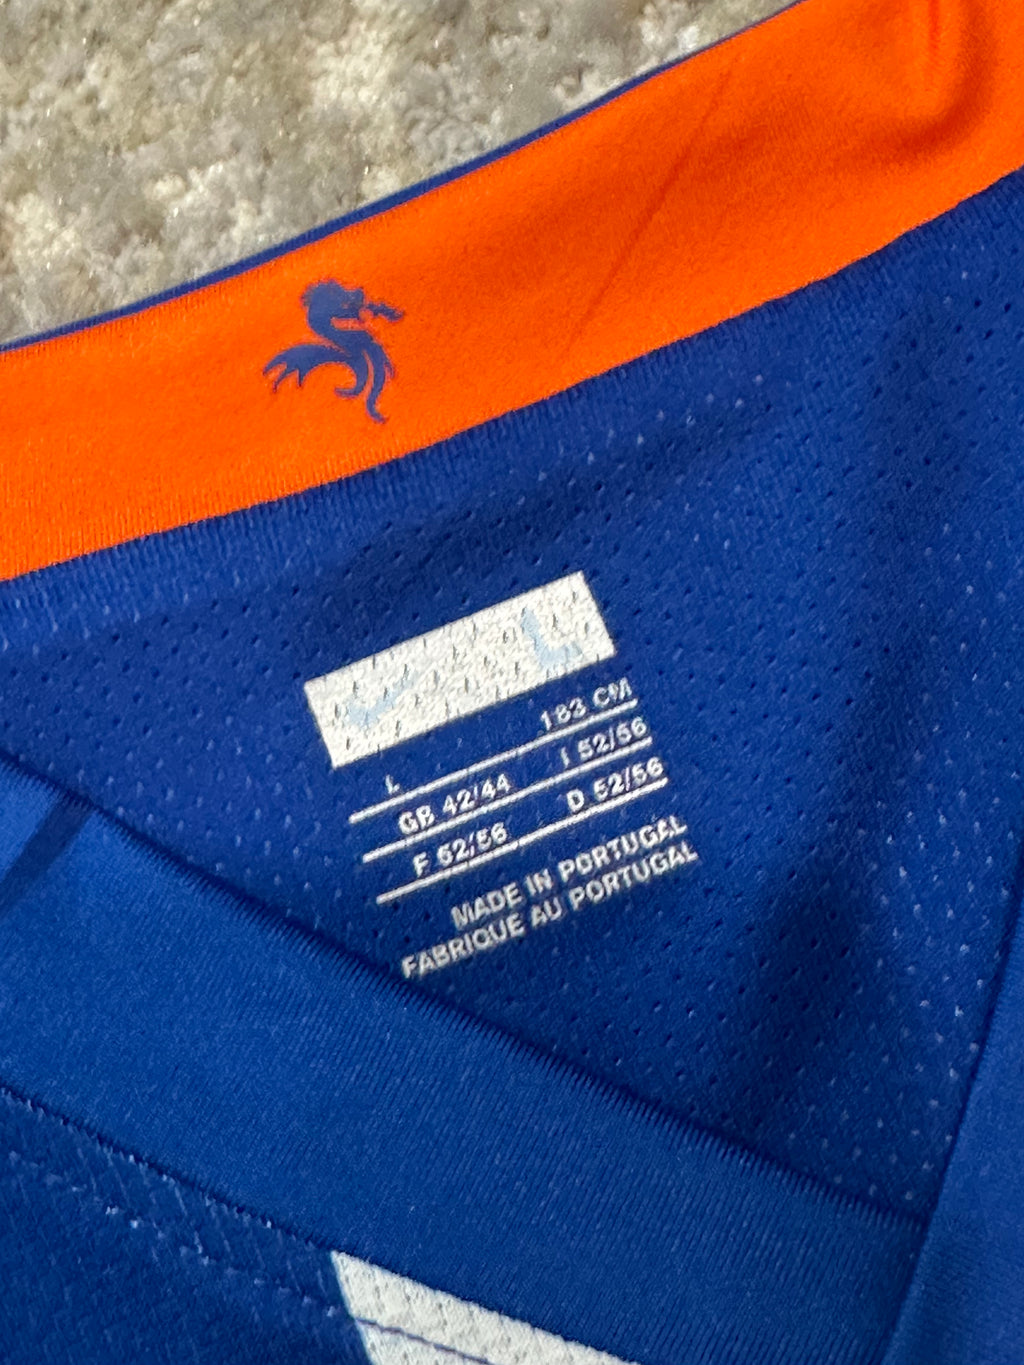 L
L 183 CM
GB 42/44 I 52/56
F 52/56 D 52/56
MADE IN PORTUGAL
FABRIQUE AU PORTUGAL